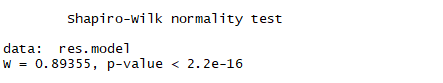 Shapiro-Wilk normality test
data:  res.model
W = 0.89355, p-value < 2.2e-16